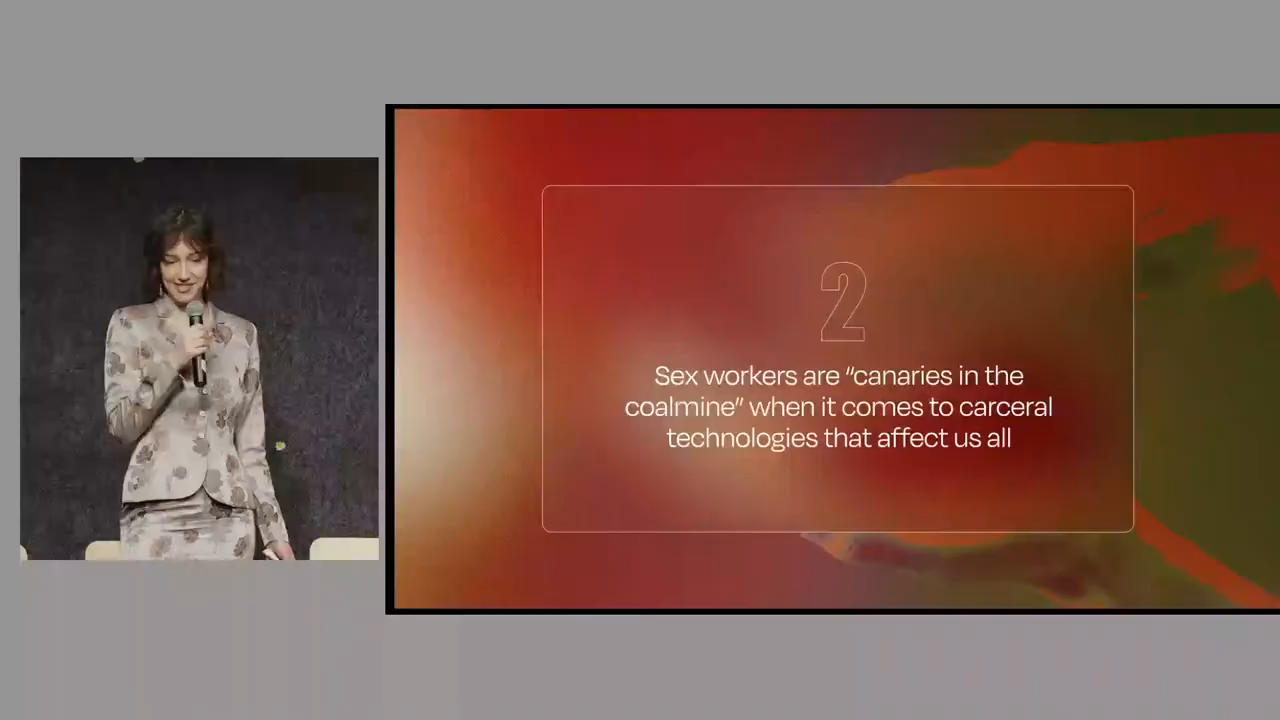 2
Sex workers are “canaries in the
coalmine” when it comes to carceral
technologies that affect us all